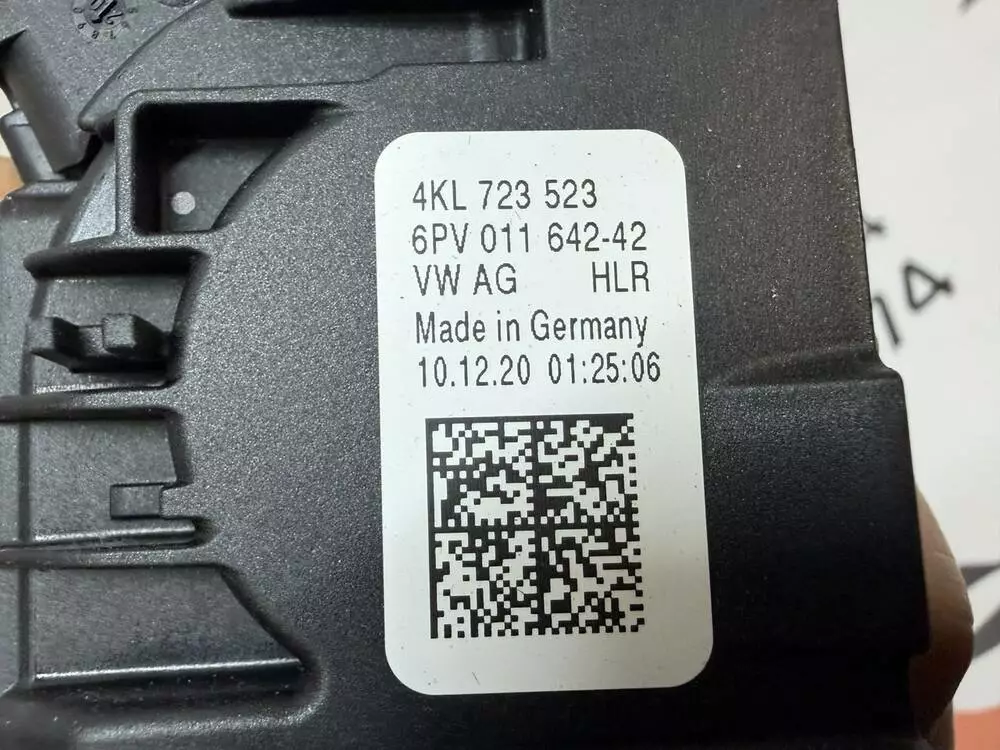 4KL 723 523
6PV 011 642-42
VW AG HLR
Made in Germany
10.12.20 01:25:06
14